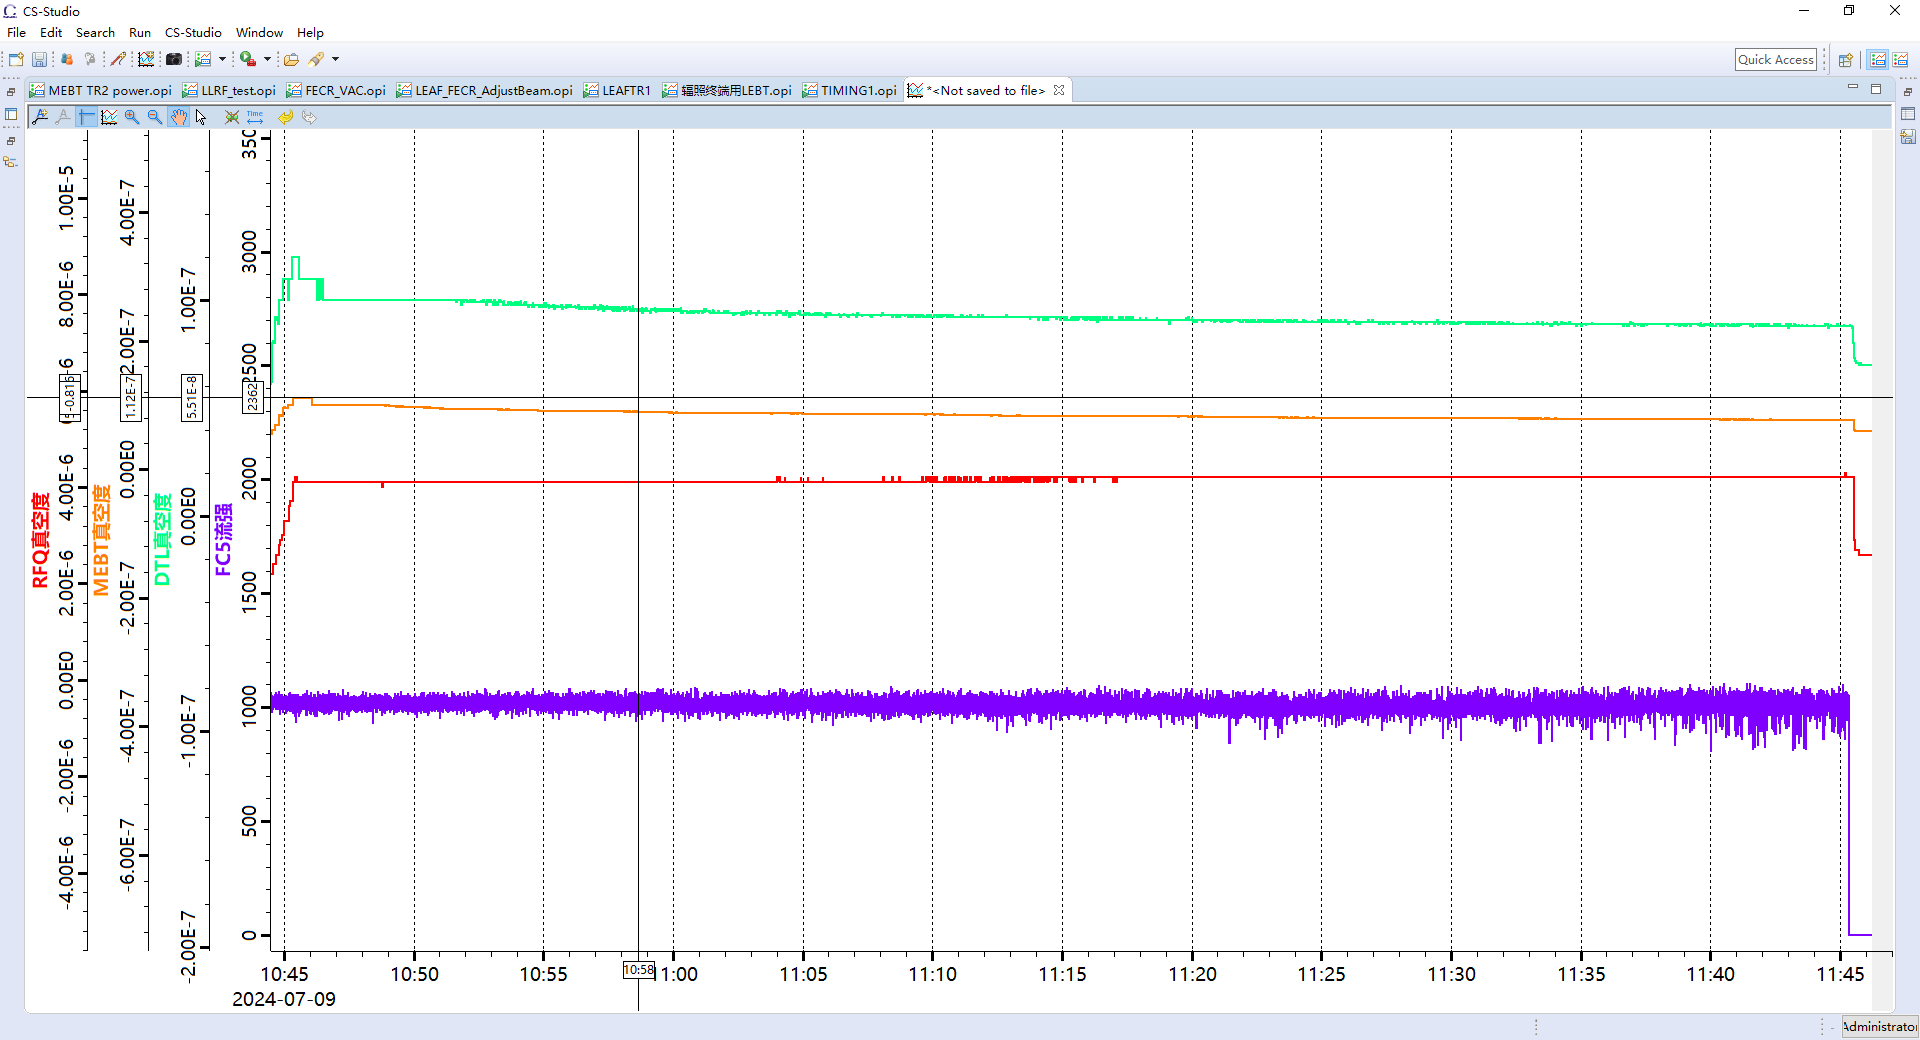 CS-Studio
File Edit Search Run CS-Studio Window Help
Quick Access
MEBT TR2 power.opi LLRF_test.opi FECR_VAC.opi LEAF_FECR_AdjustBeam.opi LEAFTR1 辐照终端用LEBT.opi TIMING1.opi *<Not saved to file>
Time
RFQ真空度
1.00E-5
8.00E-6
4.00E-6
2.00E-6
0.00E0
-2.00E-6
-4.00E-6
MEBT真空度
4.00E-7
2.00E-7
1.12E-7
0.00E0
-2.00E-7
-4.00E-7
-6.00E-7
DTL真空度
1.00E-7
5.51E-8
0.00E0
-1.00E-7
-2.00E-7
FC5流强
3000
2500
2362
2000
1500
1000
500
0
10:45 10:50 10:55 10:58 11:00 11:05 11:10 11:15 11:20 11:25 11:30 11:35 11:40 11:45
2024-07-09
Administrator